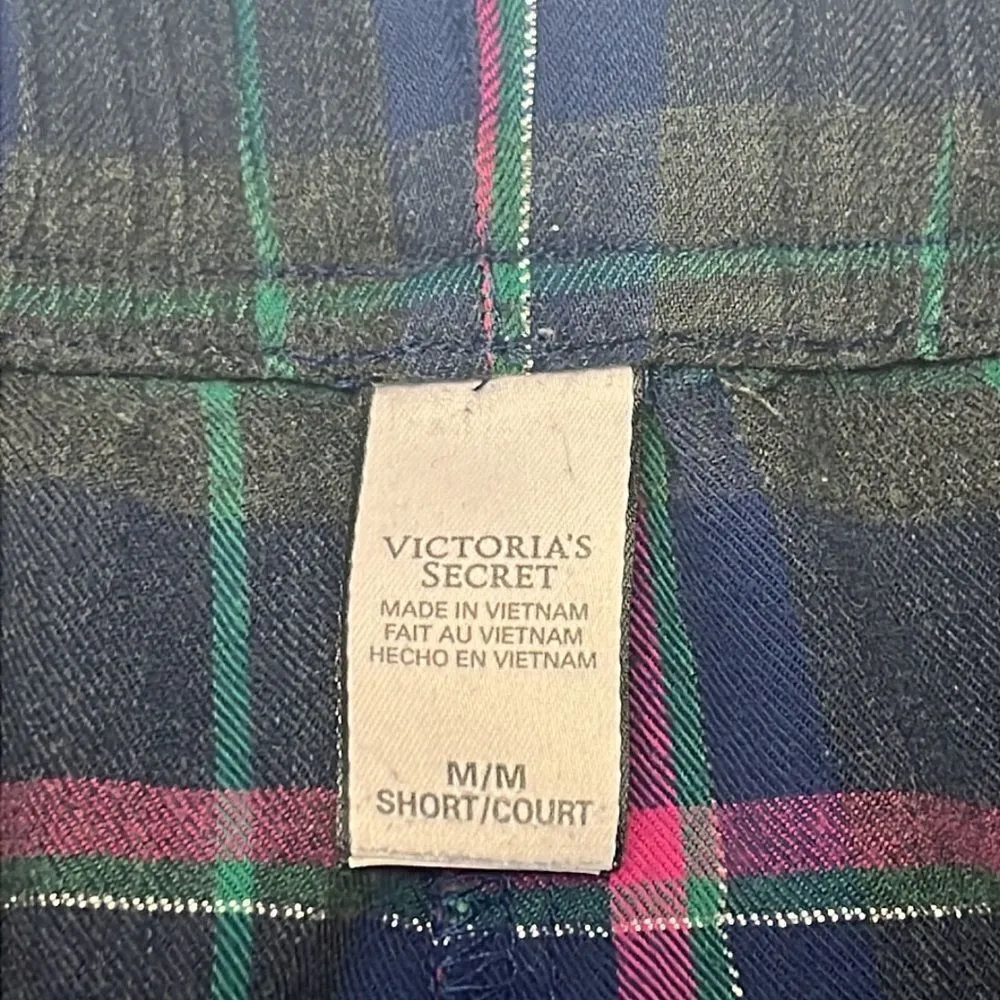 VICTORIA'S
SECRET
MADE IN VIETNAM
FAIT AU VIETNAM
HECHO EN VIETNAM
M/M
SHORT/COURT